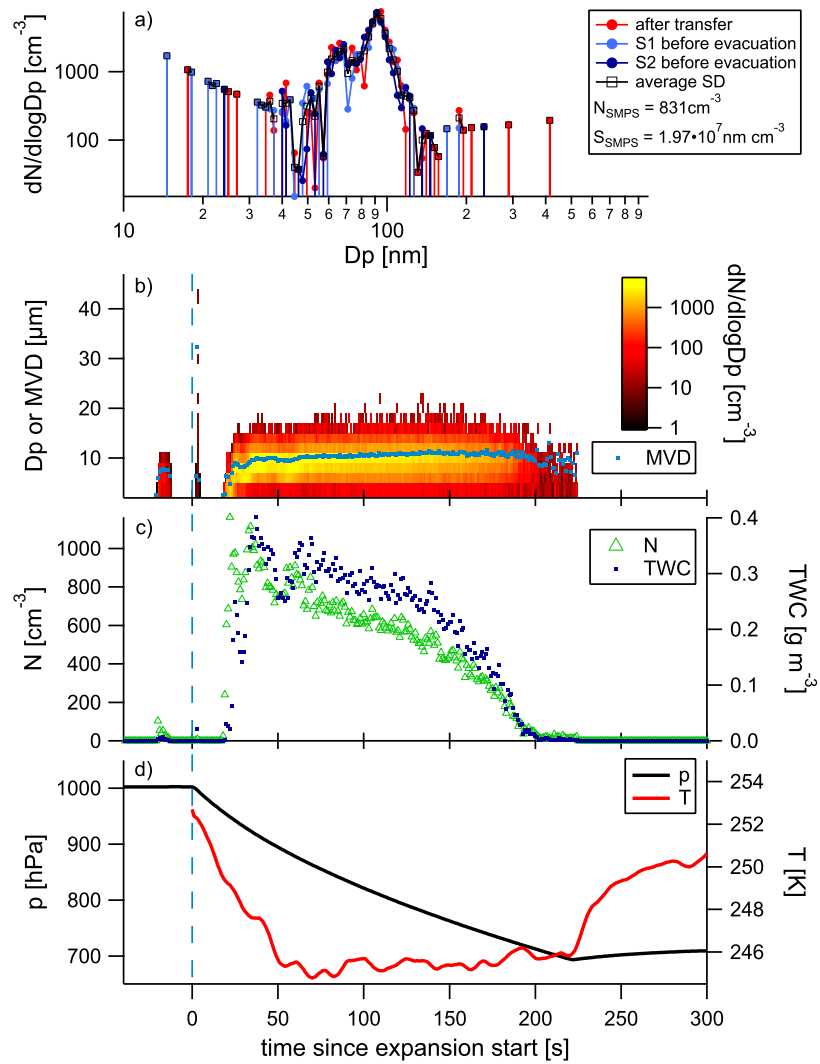 a)
dN/dlogDp [cm-3]
1000
100
after transfer
S1 before evacuation
S2 before evacuation
average SD
NSMPS = 831cm-3
SSMPS = 1.97•107nm cm-3
10 2 3 4 5 6 7 8 9 100 2 3 4 5 6 7 8 9
Dp [nm]
b)
Dp or MVD [µm]
40
30
20
10
1000
100
10
1
dN/dlogDp [cm-3]
MVD
c)
N [cm-3]
1000
800
600
400
200
0
N
TWC
0.4
0.3
0.2
0.1
0.0
TWC [g m-3]
d)
p [hPa]
1000
900
800
700
p
T
254
252
250
248
246
T [K]
0 50 100 150 200 250 300
time since expansion start [s]